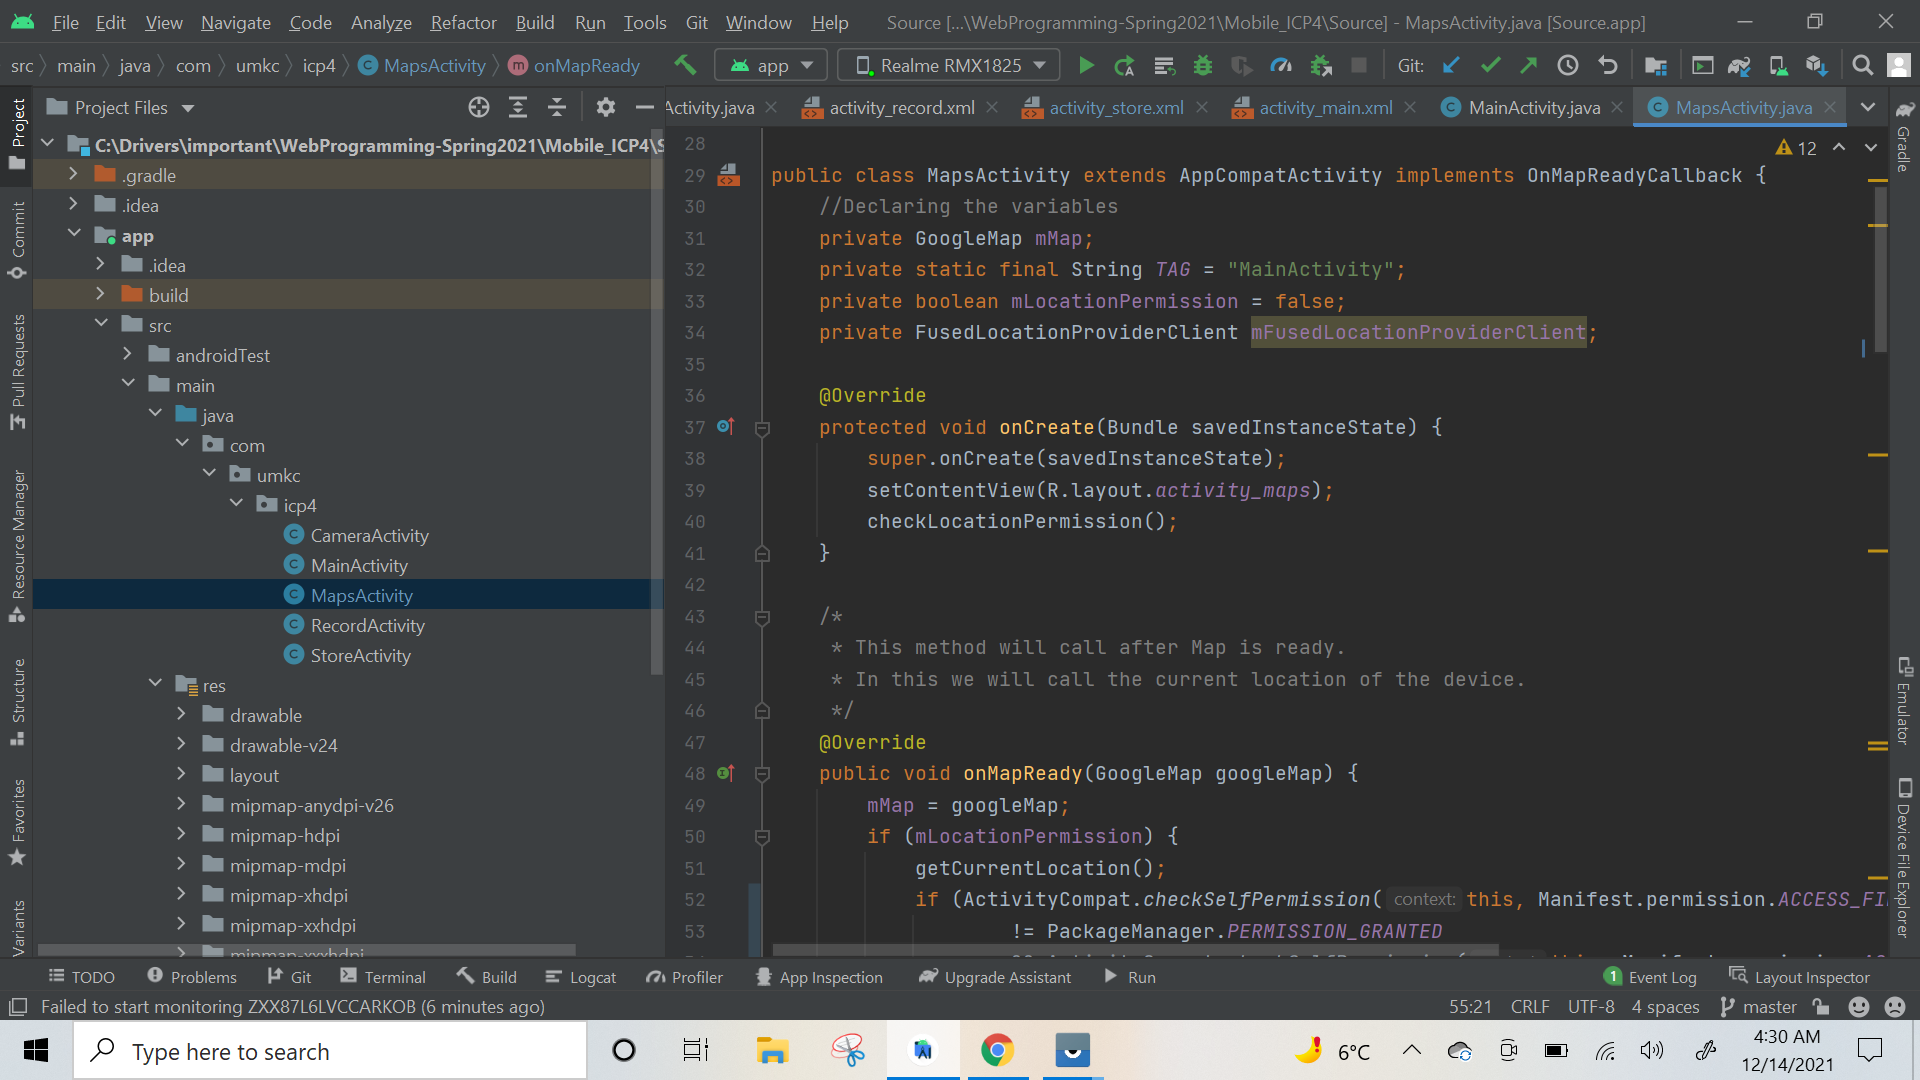 File Edit View Navigate Code Analyze Refactor Build Run Tools Git Window Help Source [...\WebProgramming-Spring2021\Mobile_ICP4\Source] - MapsActivity.java [Source.app]
src main java com umkc icp4 MapsActivity onMapReady app Realme RMX1825 Git:
Project Files
Activity.java activity_record.xml activity_store.xml activity_main.xml MainActivity.java MapsActivity.java
Project
Commit
Pull Requests
Resource Manager
Structure
Favorites
Variants
C:\Drivers\important\WebProgramming-Spring2021\Mobile_ICP4\S
.gradle
.idea
app
.idea
build
src
androidTest
main
java
com
umkc
icp4
CameraActivity
MainActivity
MapsActivity
RecordActivity
StoreActivity
res
drawable
drawable-v24
layout
mipmap-anydpi-v26
mipmap-hdpi
mipmap-mdpi
mipmap-xhdpi
mipmap-xxhdpi
mipmap-xxxhdpi
12
28
29 public class MapsActivity extends AppCompatActivity implements OnMapReadyCallback {
30 //Declaring the variables
31 private GoogleMap mMap;
32 private static final String TAG = "MainActivity";
33 private boolean mLocationPermission = false;
34 private FusedLocationProviderClient mFusedLocationProviderClient;
35
36 @Override
37 protected void onCreate(Bundle savedInstanceState) {
38 super.onCreate(savedInstanceState);
39 setContentView(R.layout.activity_maps);
40 checkLocationPermission();
41 }
42
43 /*
44 * This method will call after Map is ready.
45 * In this we will call the current location of the device.
46 */
47 @Override
48 public void onMapReady(GoogleMap googleMap) {
49 mMap = googleMap;
50 if (mLocationPermission) {
51 getCurrentLocation();
52 if (ActivityCompat.checkSelfPermission( context: this, Manifest.permission.ACCESS_FI
53 != PackageManager.PERMISSION_GRANTED
Gradle
Emulator
Device File Explorer
TODO Problems Git Terminal Build Logcat Profiler App Inspection Upgrade Assistant Run 1 Event Log Layout Inspector
Failed to start monitoring ZXX87L6LVCCARKOB (6 minutes ago) 55:21 CRLF UTF-8 4 spaces master
Type here to search
6°C
4:30 AM
12/14/2021